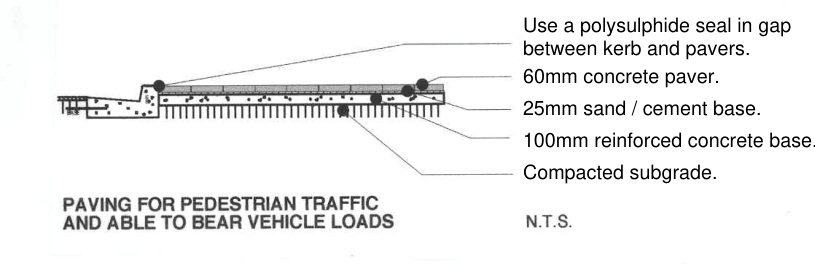 Use a polysulphide seal in gap
between kerb and pavers.
60mm concrete paver.
25mm sand / cement base.
100mm reinforced concrete base.
Compacted subgrade.
PAVING FOR PEDESTRIAN TRAFFIC
AND ABLE TO BEAR VEHICLE LOADS
N.T.S.